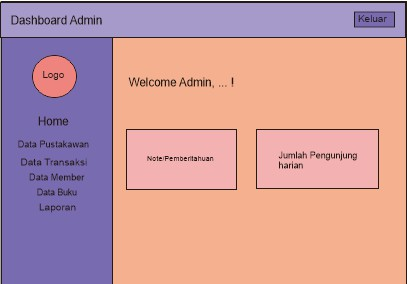 Dashboard Admin
Keluar
Logo
Welcome Admin, ... !
Home
Data Pustakawan
Data Transaksi
Data Member
Data Buku
Laporan
Note/Pemberitahuan
Jumlah Pengunjung
harian